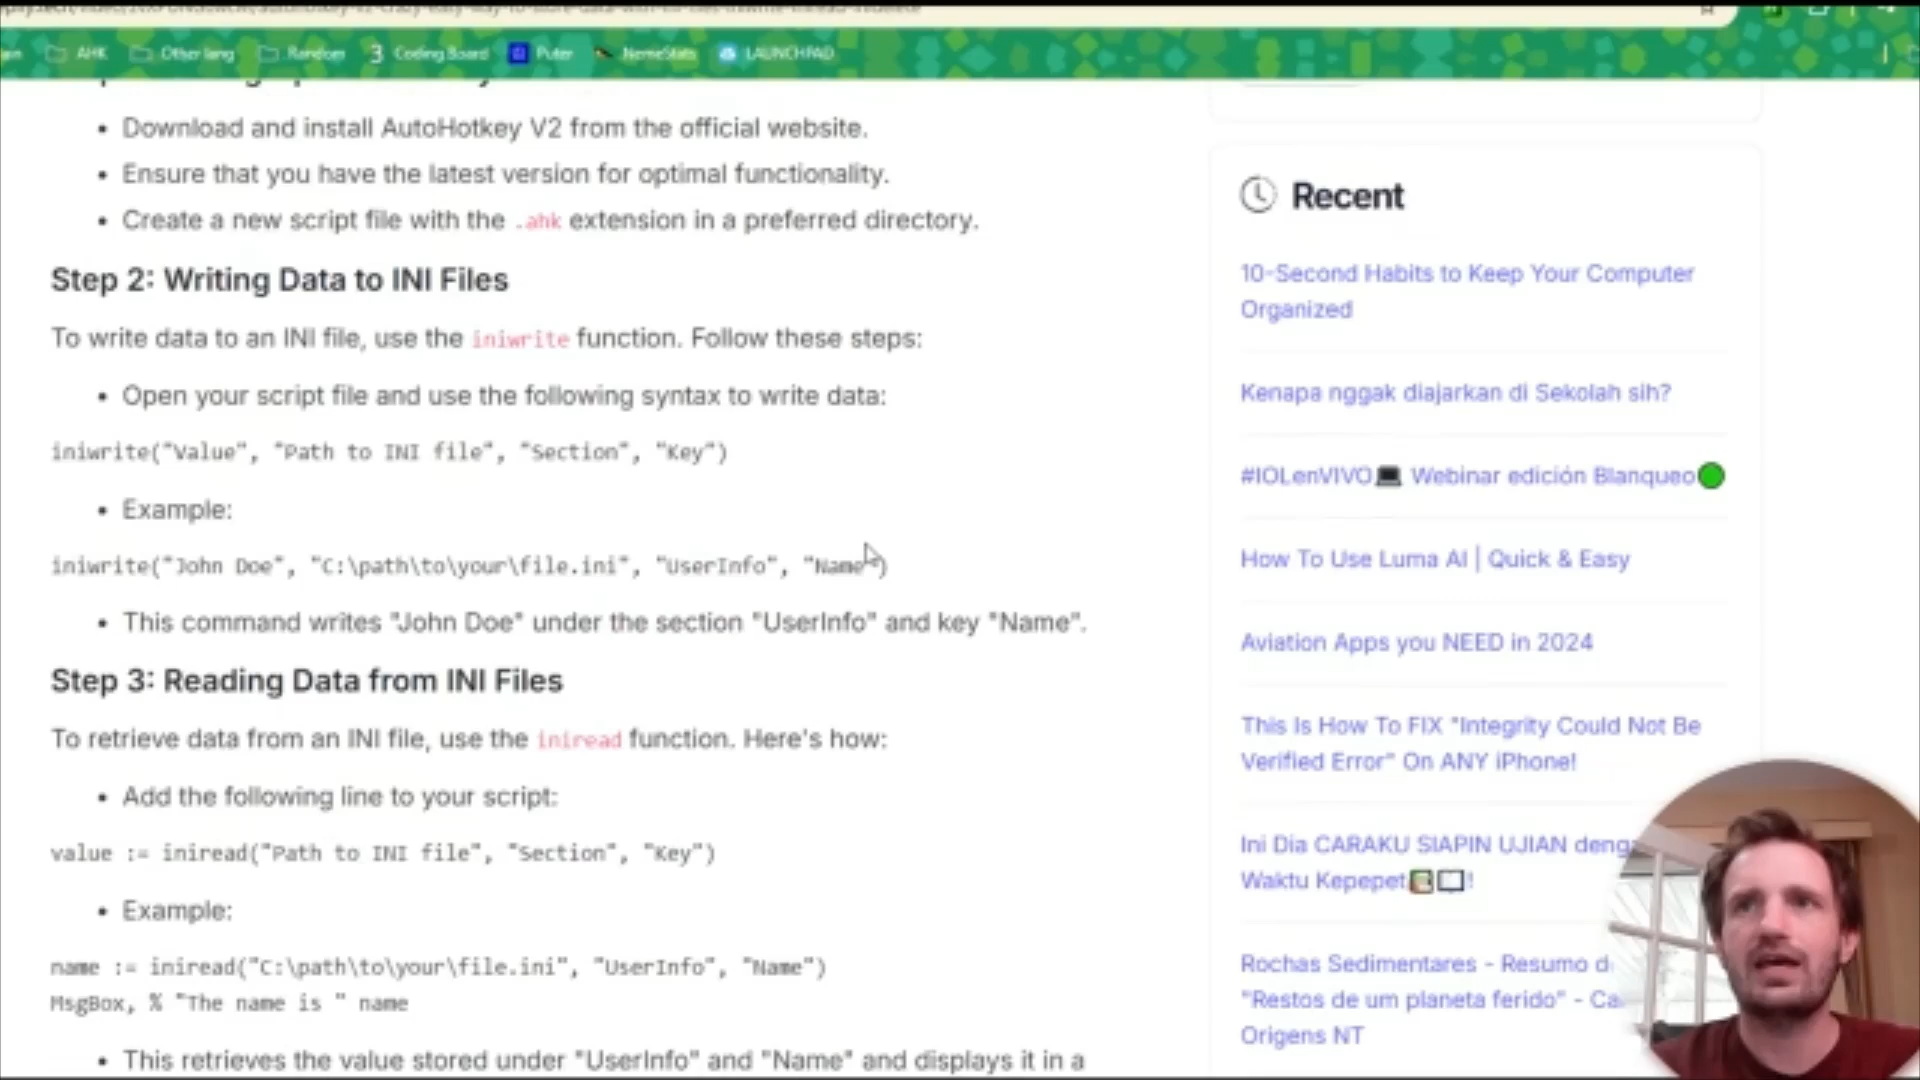 AHK Other lang Random Coding Board Puter NemeStats LAUNCHPAD
• Download and install AutoHotkey V2 from the official website.
• Ensure that you have the latest version for optimal functionality.
• Create a new script file with the .ahk extension in a preferred directory.
Step 2: Writing Data to INI Files
To write data to an INI file, use the iniwrite function. Follow these steps:
• Open your script file and use the following syntax to write data:
iniwrite("Value", "Path to INI file", "Section", "Key")
• Example:
iniwrite("John Doe", "C:\path\to\your\file.ini", "UserInfo", "Name")
• This command writes "John Doe" under the section "UserInfo" and key "Name".
Step 3: Reading Data from INI Files
To retrieve data from an INI file, use the iniread function. Here's how:
• Add the following line to your script:
value := iniread("Path to INI file", "Section", "Key")
• Example:
name := iniread("C:\path\to\your\file.ini", "UserInfo", "Name")
MsgBox, % "The name is " name
• This retrieves the value stored under "UserInfo" and "Name" and displays it in a
Recent
10-Second Habits to Keep Your Computer
Organized
Kenapa nggak diajarkan di Sekolah sih?
#IOLenVIVO💻 Webinar edición Blanqueo🟢
How To Use Luma AI | Quick & Easy
Aviation Apps you NEED in 2024
This Is How To FIX "Integrity Could Not Be
Verified Error" On ANY iPhone!
Ini Dia CARAKU SIAPIN UJIAN deng
Waktu Kepepet !
Rochas Sedimentares - Resumo d
"Restos de um planeta ferido" - Ca
Origens NT